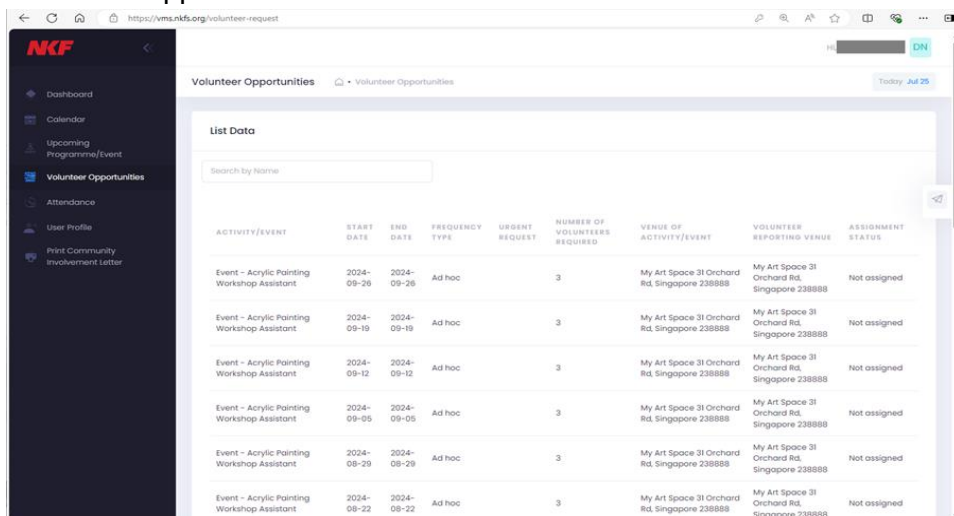 https://vms.nkfs.org/volunteer-request
NKF
Hi,
DN
Volunteer Opportunities
• Volunteer Opportunities
Today Jul 25
Dashboard
Calendar
Upcoming
Programme/Event
Volunteer Opportunities
Attendance
User Profile
Print Community
Involvement Letter
List Data
Search by Name
ACTIVITY/EVENT
START
DATE
END
DATE
FREQUENCY
TYPE
URGENT
REQUEST
NUMBER OF
VOLUNTEERS
REQUIRED
VENUE OF
ACTIVITY/EVENT
VOLUNTEER
REPORTING VENUE
ASSIGNMENT
STATUS
Event - Acrylic Painting
Workshop Assistant
2024-
09-26
2024-
09-26
Ad hoc
3
My Art Space 31 Orchard
Rd, Singapore 238888
My Art Space 31
Orchard Rd,
Singapore 238888
Not assigned
Event - Acrylic Painting
Workshop Assistant
2024-
09-19
2024-
09-19
Ad hoc
3
My Art Space 31 Orchard
Rd, Singapore 238888
My Art Space 31
Orchard Rd,
Singapore 238888
Not assigned
Event - Acrylic Painting
Workshop Assistant
2024-
09-12
2024-
09-12
Ad hoc
3
My Art Space 31 Orchard
Rd, Singapore 238888
My Art Space 31
Orchard Rd,
Singapore 238888
Not assigned
Event - Acrylic Painting
Workshop Assistant
2024-
09-05
2024-
09-05
Ad hoc
3
My Art Space 31 Orchard
Rd, Singapore 238888
My Art Space 31
Orchard Rd,
Singapore 238888
Not assigned
Event - Acrylic Painting
Workshop Assistant
2024-
08-29
2024-
08-29
Ad hoc
3
My Art Space 31 Orchard
Rd, Singapore 238888
My Art Space 31
Orchard Rd,
Singapore 238888
Not assigned
Event - Acrylic Painting
Workshop Assistant
2024-
08-22
2024-
08-22
Ad hoc
3
My Art Space 31 Orchard
Rd, Singapore 238888
My Art Space 31
Orchard Rd,
Singapore 238888
Not assigned